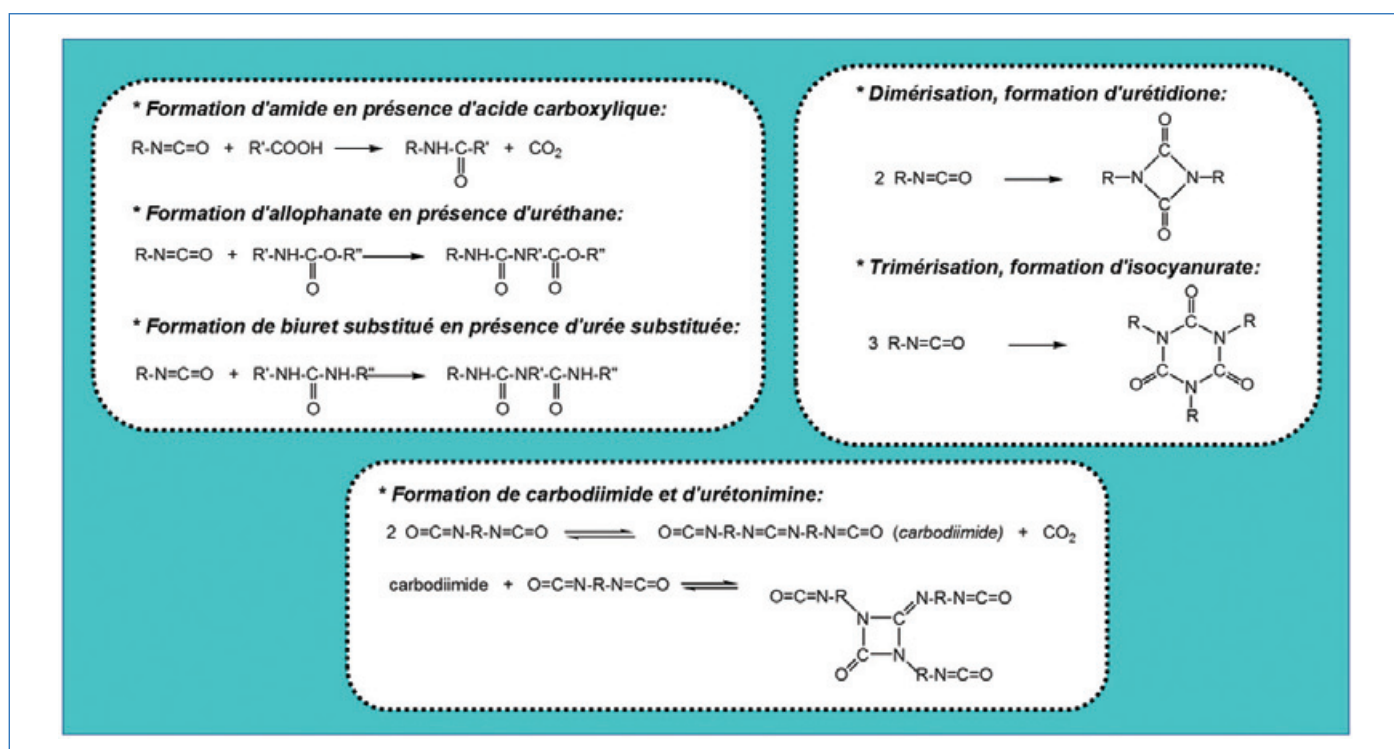 * Formation d'amide en présence d'acide carboxylique:
R-N=C=O + R'-COOH R-NH-C-R' + CO2
O
* Formation d'allophanate en présence d'uréthane:
R-N=C=O + R'-NH-C-O-R" R-NH-C-NR'-C-O-R"
O O O
* Formation de biuret substitué en présence d'urée substituée:
R-N=C=O + R'-NH-C-NH-R" R-NH-C-NR'-C-NH-R"
O O O
* Dimérisation, formation d'urétidione:
O
C
2 R-N=C=O R-N N-R
C
O
* Trimérisation, formation d'isocyanurate:
O
R C R
N N
3 R-N=C=O
C C
O N O
R
* Formation de carbodiimide et d'urétonimine:
2 O=C=N-R-N=C=O O=C=N-R-N=C=N-R-N=C=O (carbodiimide) + CO2
carbodiimide + O=C=N-R-N=C=O
O=C=N-R N-R-N=C=O
N C
C N
O R-N=C=O